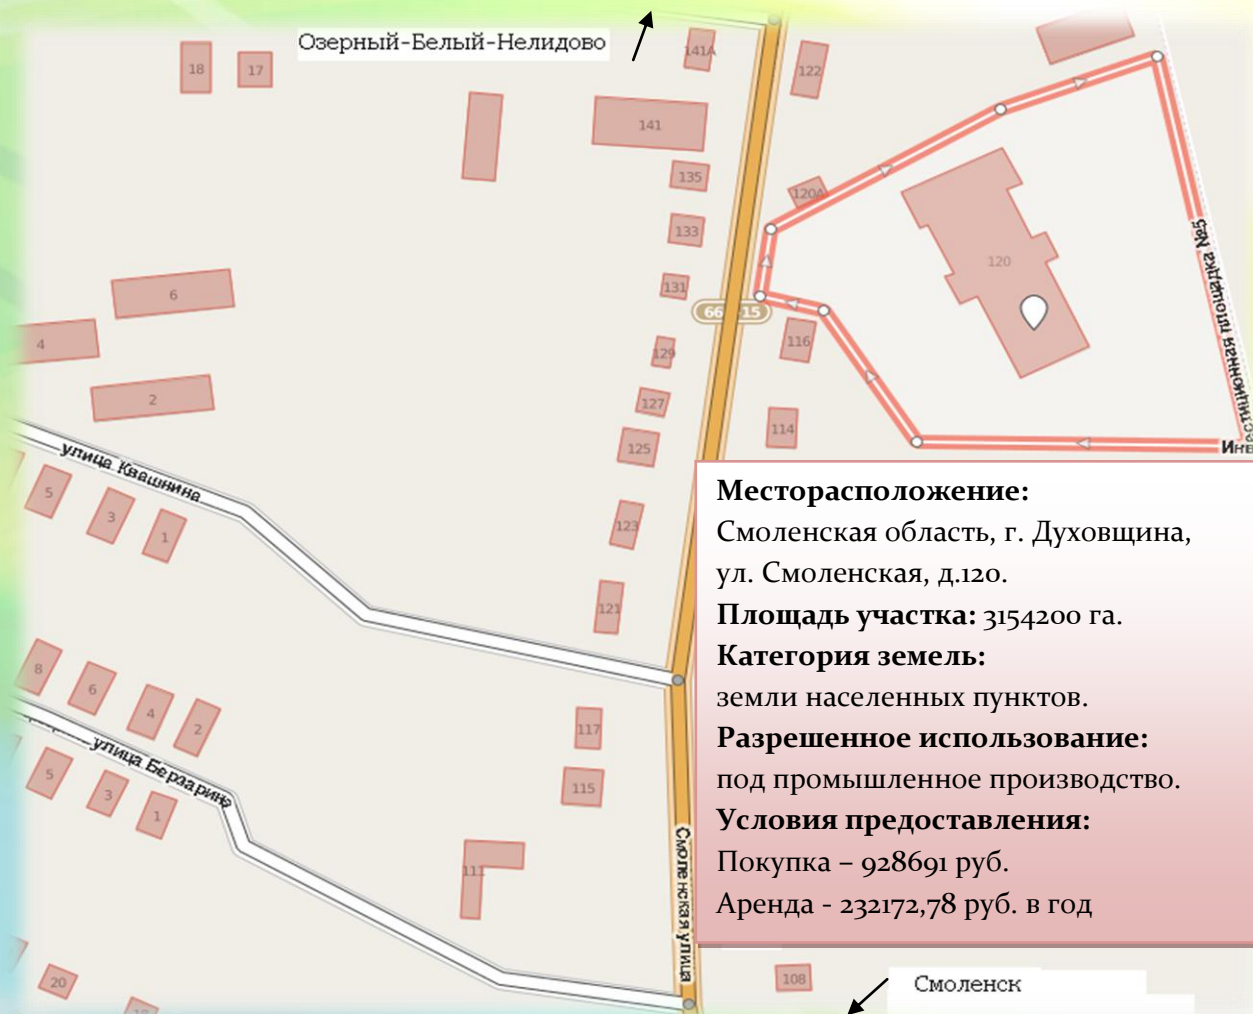 Озерный-Белый-Нелидово
141А
18
17
122
141
135
120А
133
120
131
6
66 15
4
116
129
2
127
114
125
улица Квашнина
5
3
1
123
121
Инвестиционная площадка №5
Месторасположение:
Смоленская область, г. Духовщина,
ул. Смоленская, д.120.
Площадь участка: 3154200 га.
Категория земель:
земли населенных пунктов.
Разрешенное использование:
под промышленное производство.
Условия предоставления:
Покупка – 928691 руб.
Аренда - 232172,78 руб. в год
8
6
4
2
117
улица Берзарина
5
3
1
115
111
Смоленская улица
108
20
Смоленск